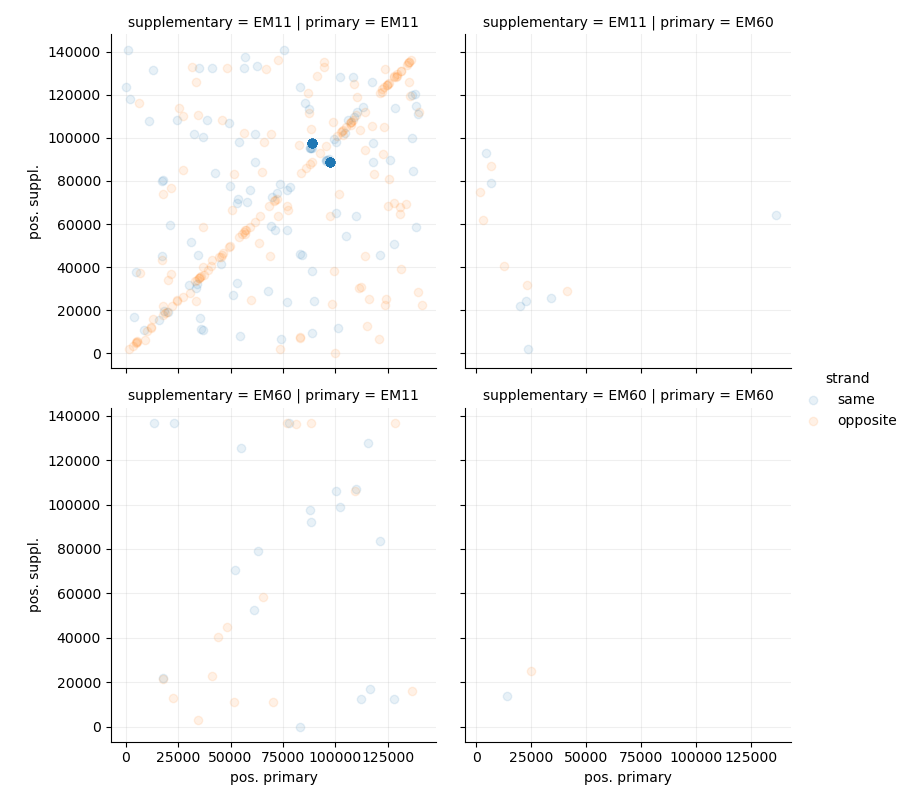 supplementary = EM11 | primary = EM11
supplementary = EM11 | primary = EM60
140000
120000
100000
80000
60000
40000
20000
0
pos. suppl.
strand
same
opposite
supplementary = EM60 | primary = EM11
supplementary = EM60 | primary = EM60
140000
120000
100000
80000
60000
40000
20000
0
pos. suppl.
0 25000 50000 75000 100000 125000
0 25000 50000 75000 100000 125000
pos. primary
pos. primary